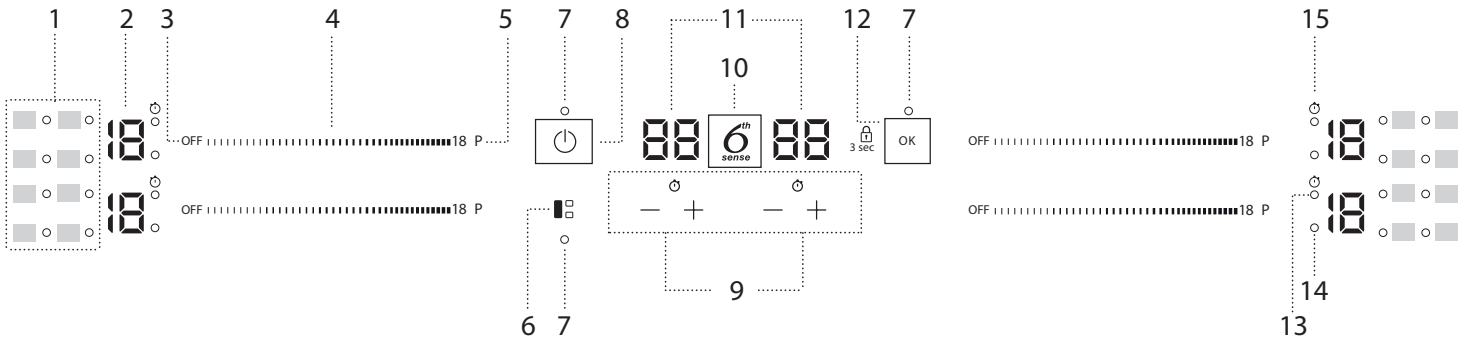 1 2 3 4 5 7 8 11 12 7 15
10
18 OFF 18 P 88 6th sense 88 3 sec OK OFF 18 P 18
18 OFF 18 P − + − + OFF 18 P 18
9
6 7 13 14